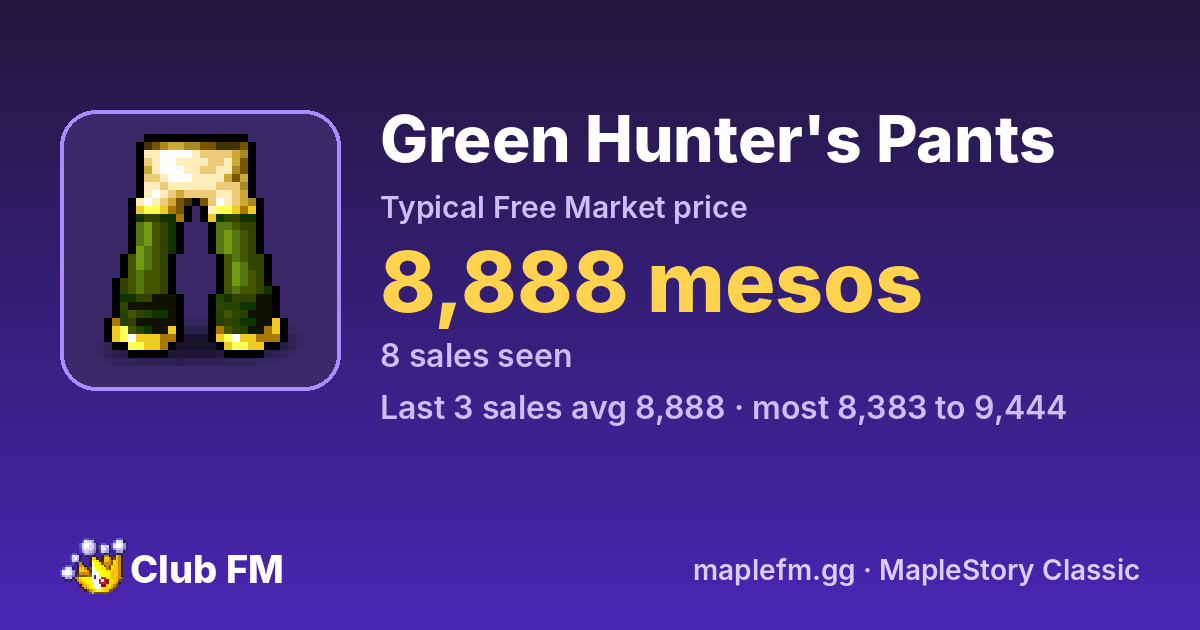 Green Hunter's Pants
Typical Free Market price
8,888 mesos
8 sales seen
Last 3 sales avg 8,888 · most 8,383 to 9,444
Club FM
maplefm.gg · MapleStory Classic